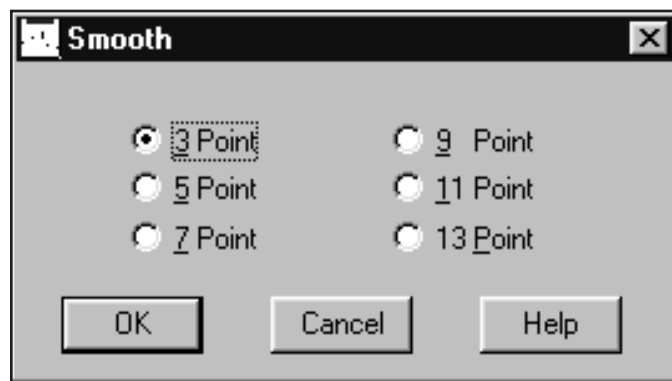 Smooth
3 Point
9 Point
5 Point
11 Point
7 Point
13 Point
OK
Cancel
Help